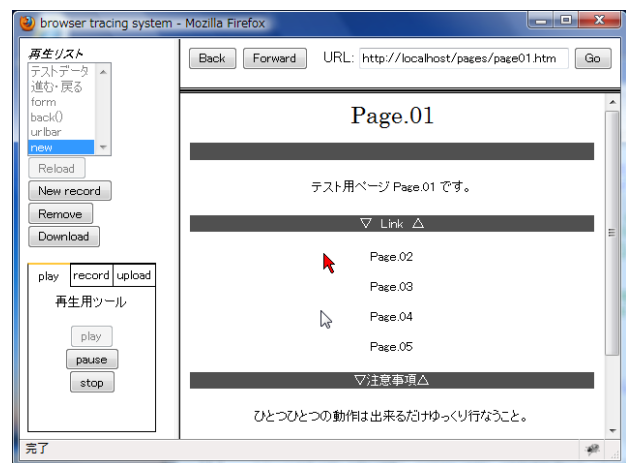 browser tracing system - Mozilla Firefox
再生リスト
テストデータ
進む・戻る
form
back()
urlbar
new
Reload
New record
Remove
Download
play record upload
再生用ツール
play
pause
stop
Back Forward URL: http://localhost/pages/page01.htm Go
Page.01
テスト用ページ Page.01 です。
▽ Link △
Page.02
Page.03
Page.04
Page.05
▽注意事項△
ひとつひとつの動作は出来るだけゆっくり行なうこと。
完了